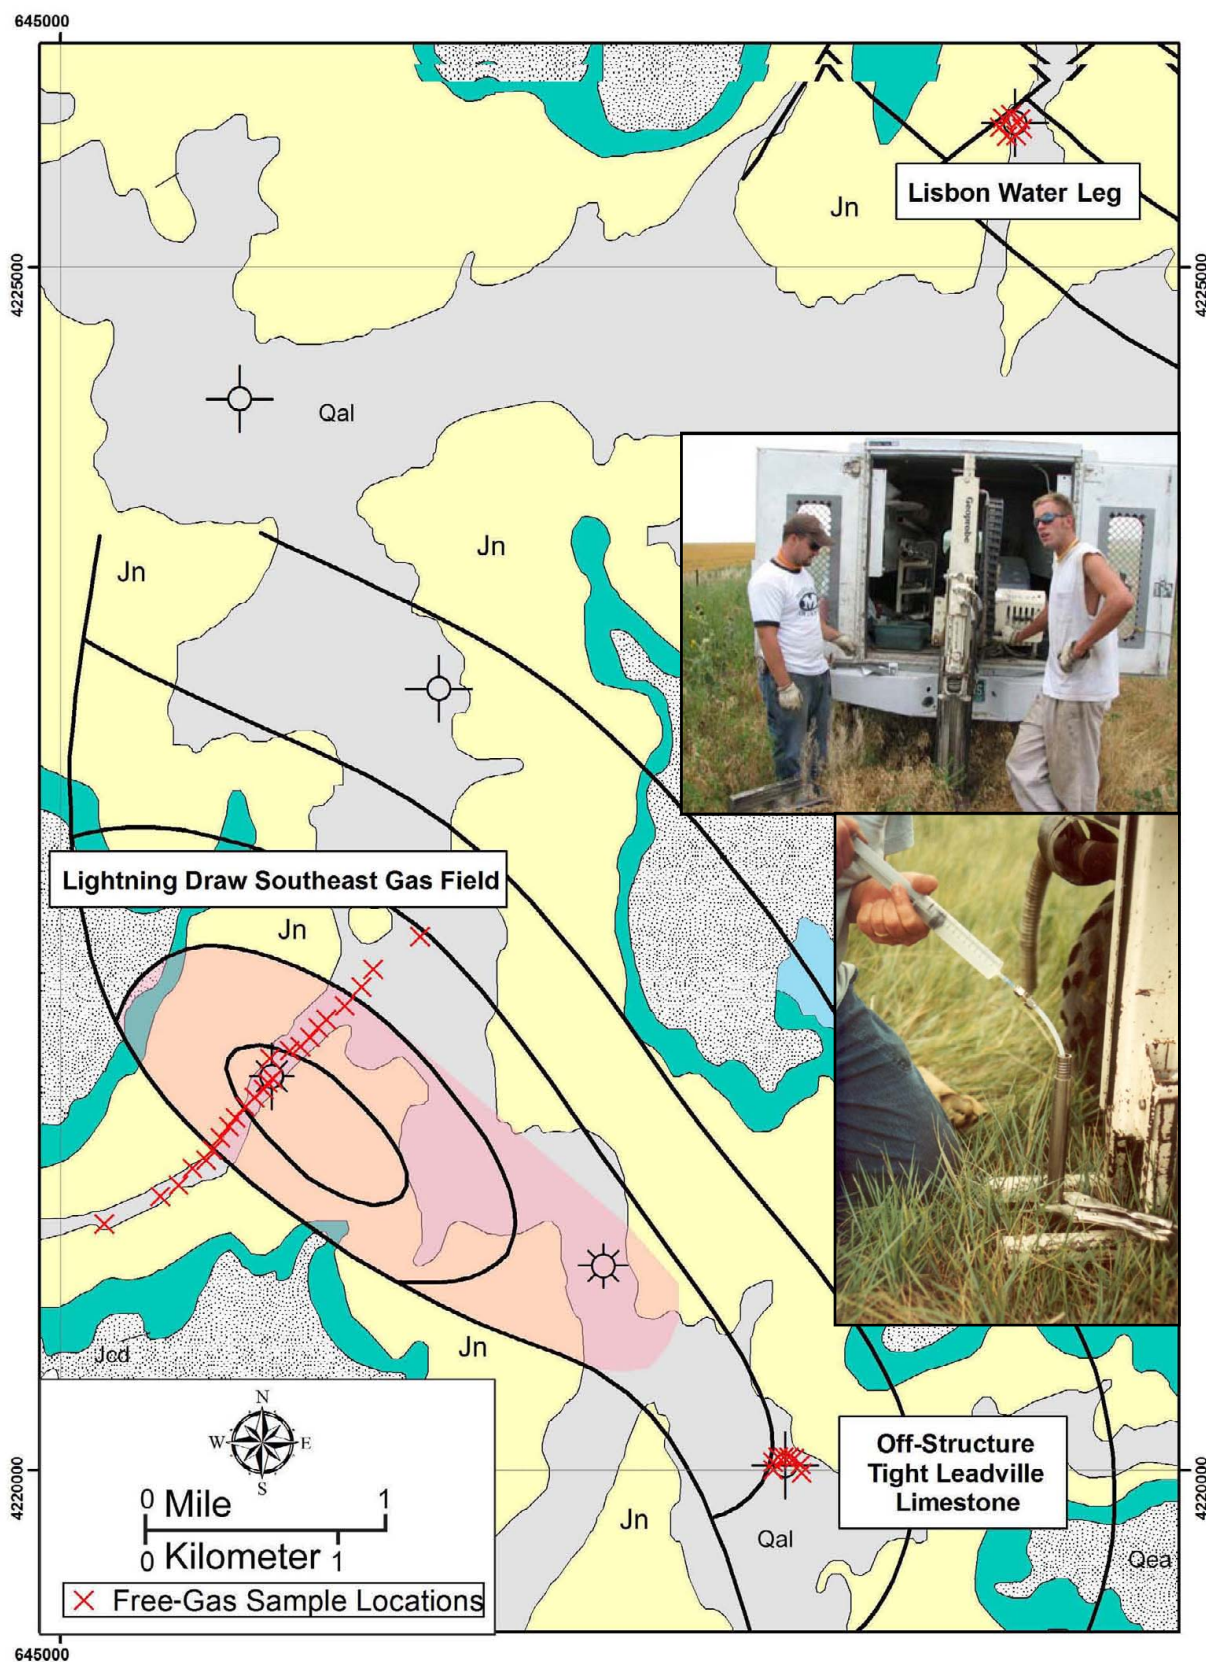 645000
Lisbon Water Leg
Jn
4225000
4225000
Qal
Jn
Jn
Geoprobe
Lightning Draw Southeast Gas Field
Jn
Jcd
Jn
N
W E
S
0 Mile 1
0 Kilometer 1
Free-Gas Sample Locations
Off-Structure
Tight Leadville
Limestone
4220000
4220000
Jn
Qal
Qea
645000